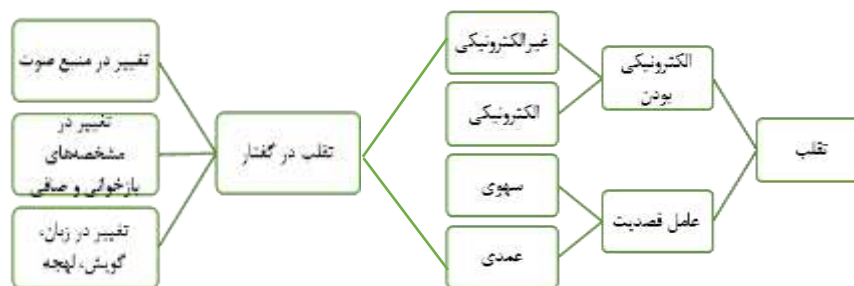 تقلب
الکترونیکی
بودن
عامل قصدیت
غیرالکترونیکی
الکترونیکی
سهوی
عمدی
تقلب در گفتار
تغییر در منبع صوت
تغییر در
مشخصه‌های
بازخوانی و صافی
تغییر در زبان،
گویش، لهجه